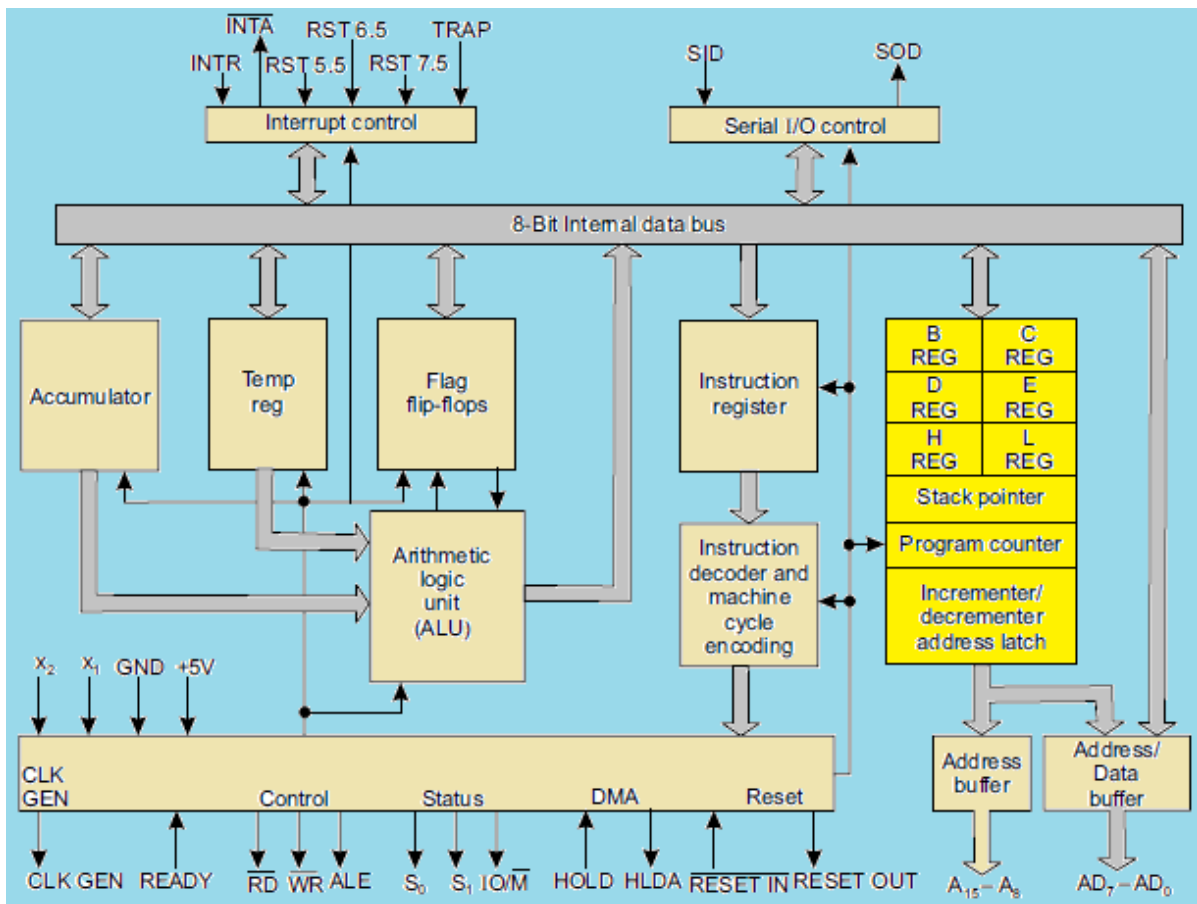 INTA
RST 6.5
TRAP
INTR
RST 5.5
RST 7.5
SID
SOD
Interrupt control
Serial I/O control
8-Bit Internal data bus
Accumulator
Temp
reg
Flag
flip-flops
Instruction
register
B
REG
C
REG
D
REG
E
REG
H
REG
L
REG
Stack pointer
Program counter
Incrementer/
decrementer
address latch
Arithmetic
logic
unit
(ALU)
Instruction
decoder and
machine
cycle
encoding
X₂
X₁
GND
+5V
CLK
GEN
Control
Status
DMA
Reset
Address
buffer
Address/
Data
buffer
CLK GEN
READY
RD
WR
ALE
S₀
S₁
IO/M
HOLD
HLDA
RESET IN
RESET OUT
A₁₅–A₈
AD₇–AD₀